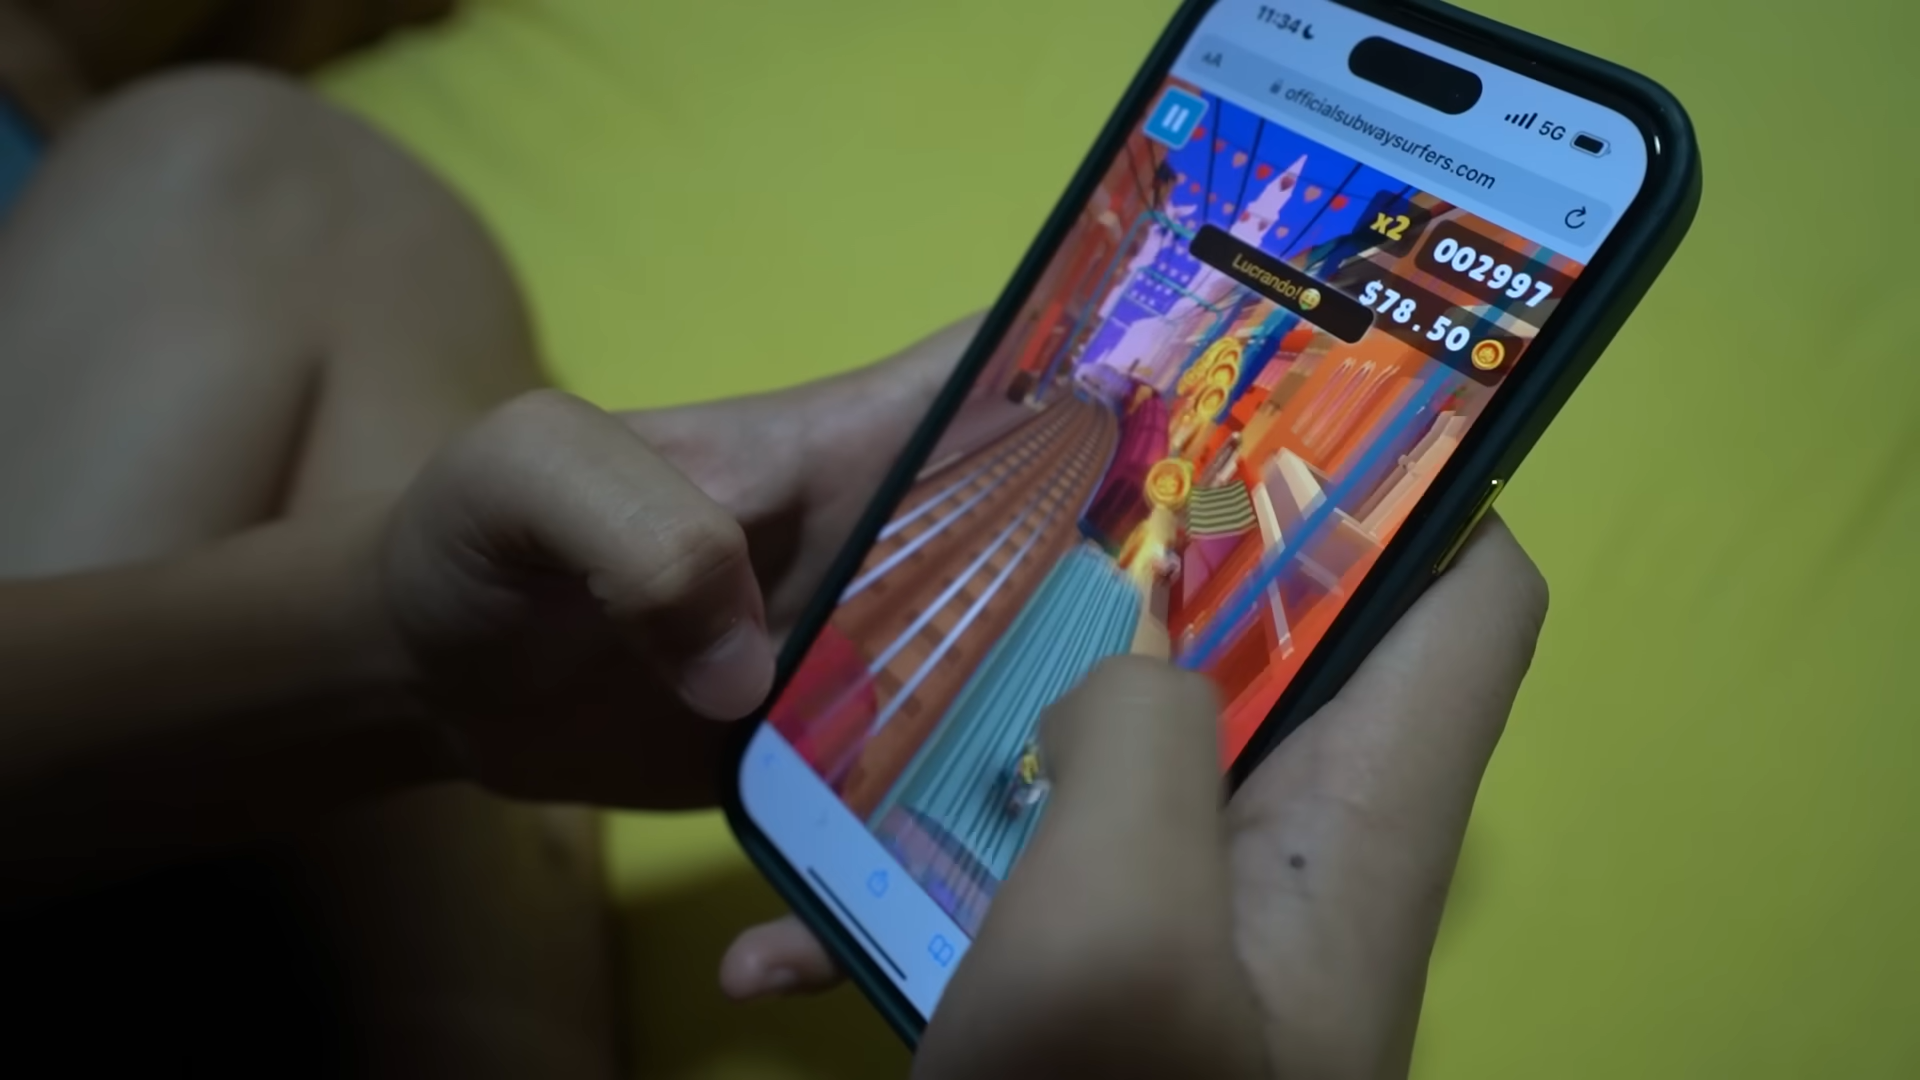 11:34
5G
AA
officialsubwaysurfers.com
x2
002997
Lucrando!🤑
$78.50